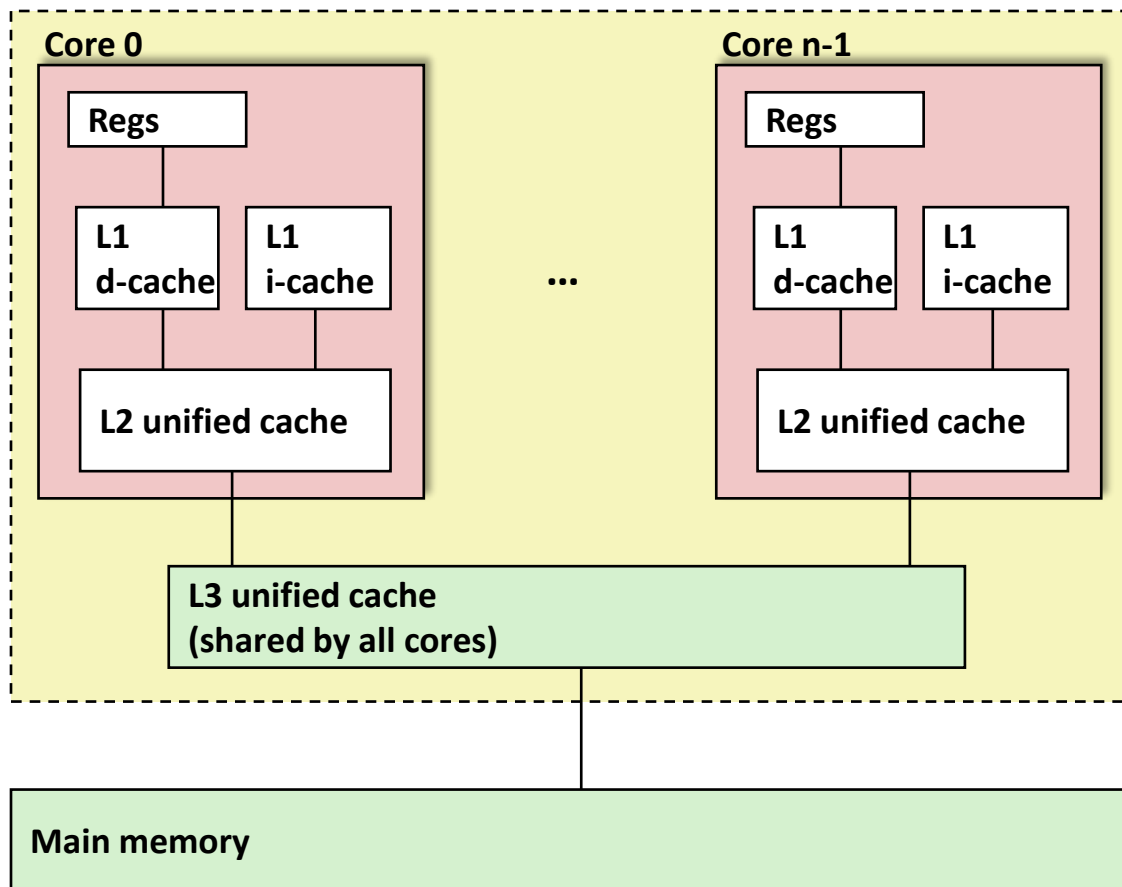 Core 0
Regs
L1
d-cache
L1
i-cache
L2 unified cache
...
Core n-1
Regs
L1
d-cache
L1
i-cache
L2 unified cache
L3 unified cache
(shared by all cores)
Main memory